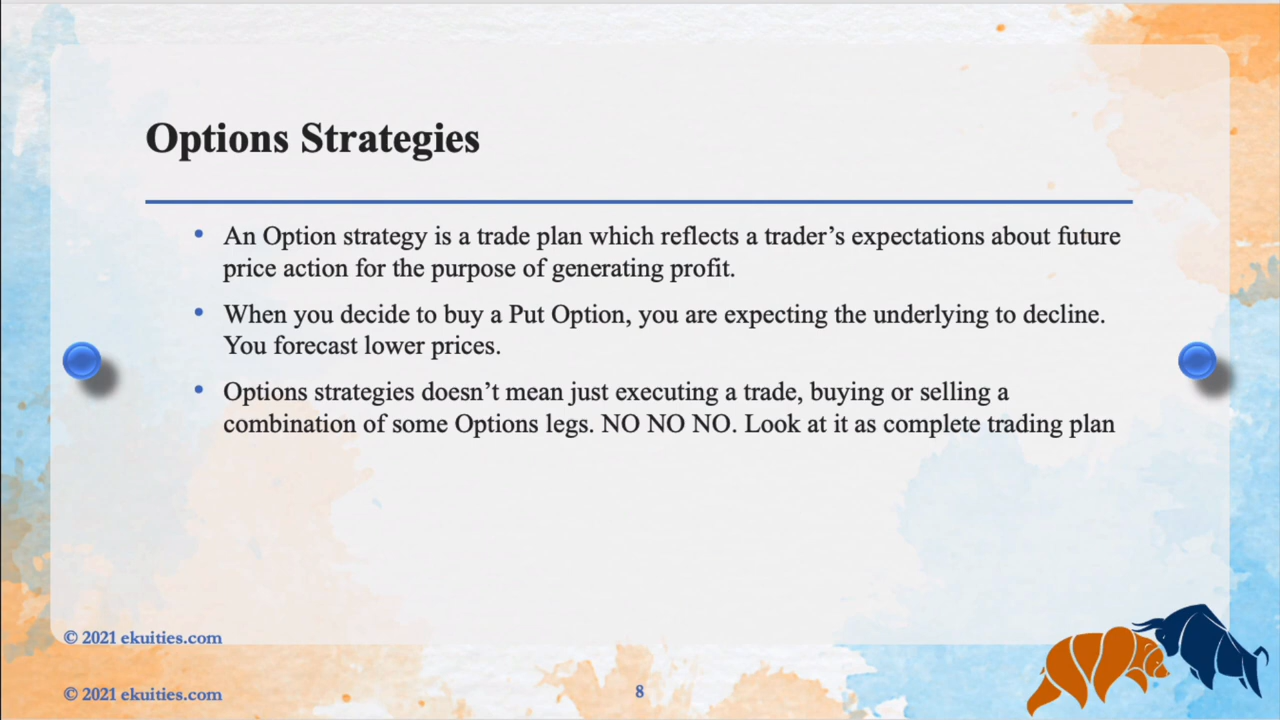 Options Strategies
• An Option strategy is a trade plan which reflects a trader’s expectations about future
price action for the purpose of generating profit.
• When you decide to buy a Put Option, you are expecting the underlying to decline.
You forecast lower prices.
• Options strategies doesn’t mean just executing a trade, buying or selling a
combination of some Options legs. NO NO NO. Look at it as complete trading plan
© 2021 ekuities.com
© 2021 ekuities.com
8